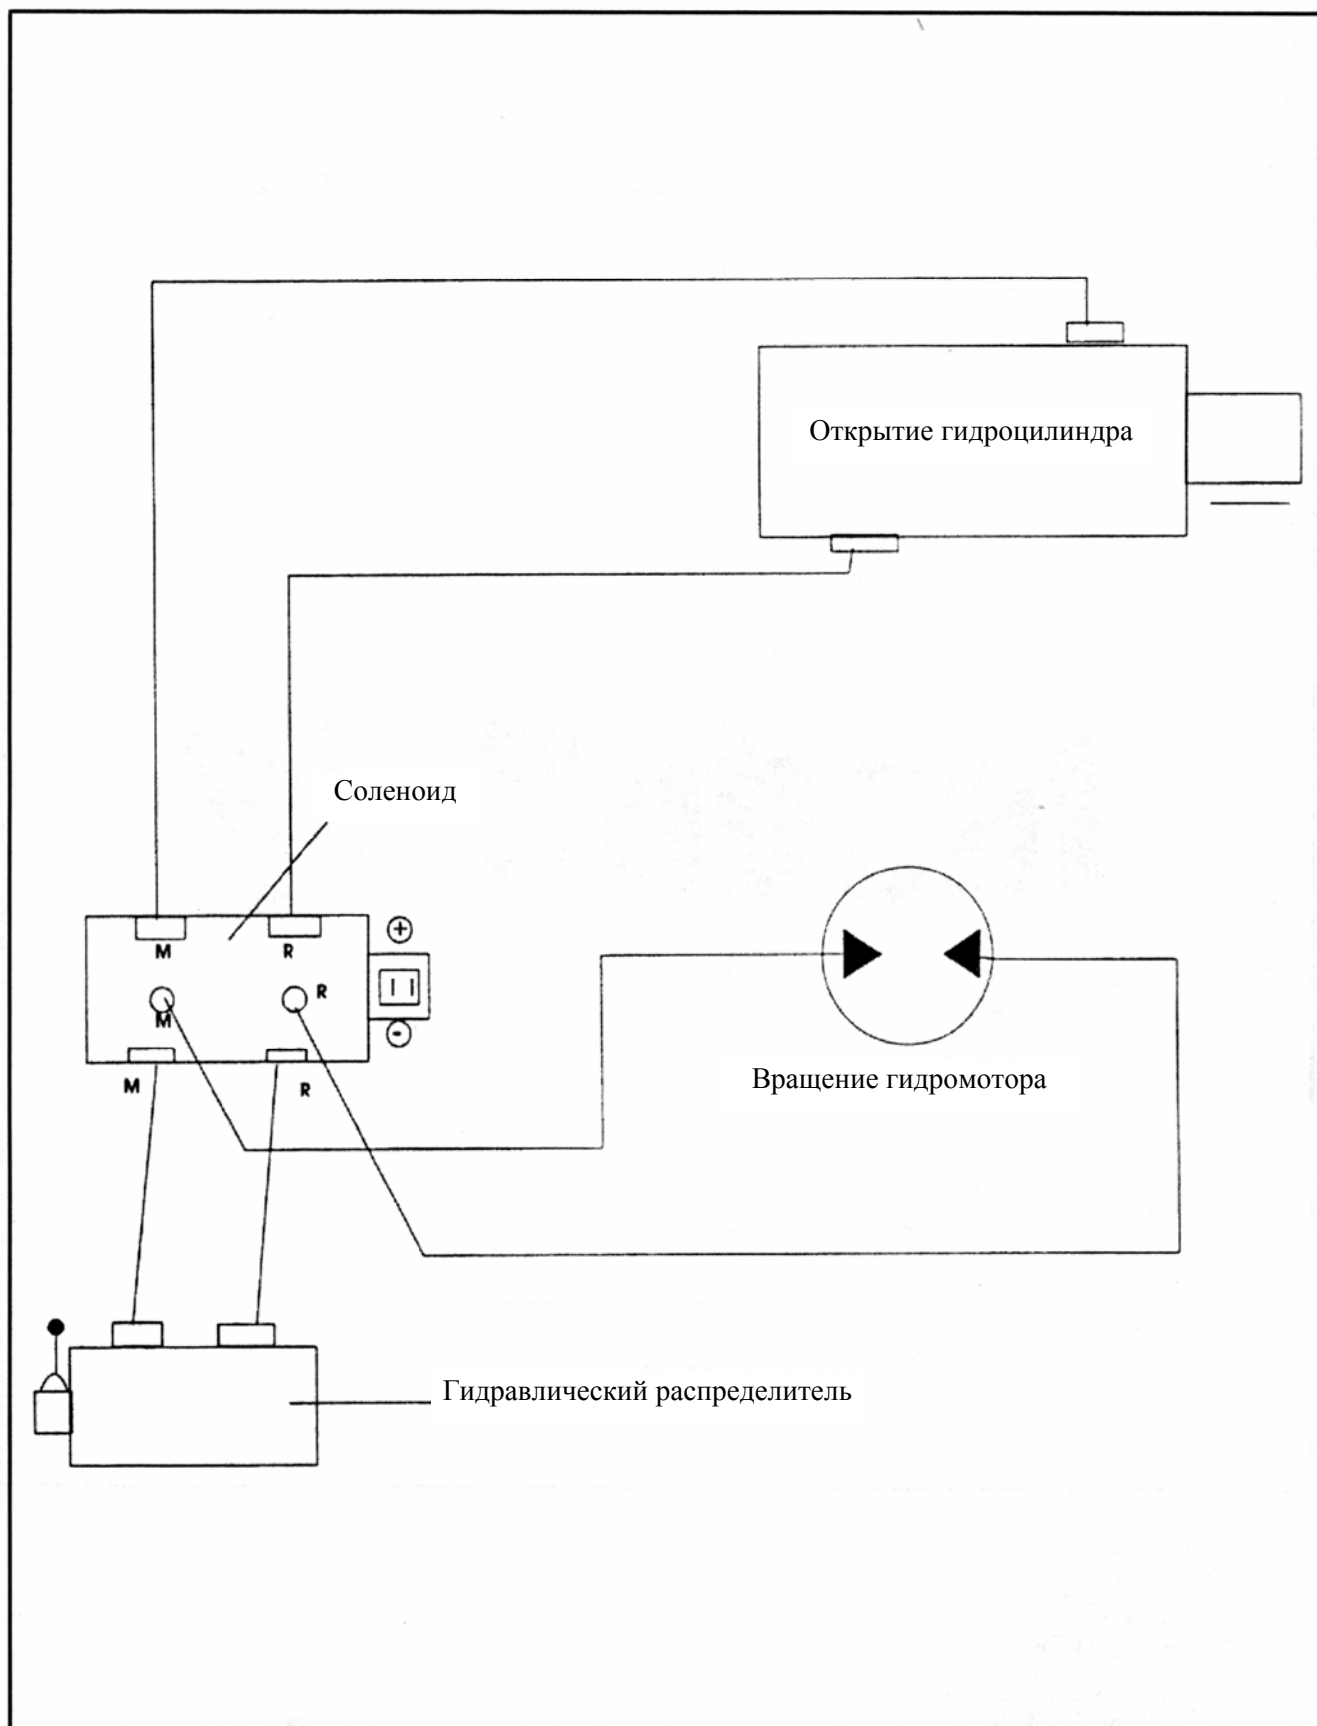 Открытие гидроцилиндра
Соленоид
+
M R
M R
-
M R
Вращение гидромотора
Гидравлический распределитель